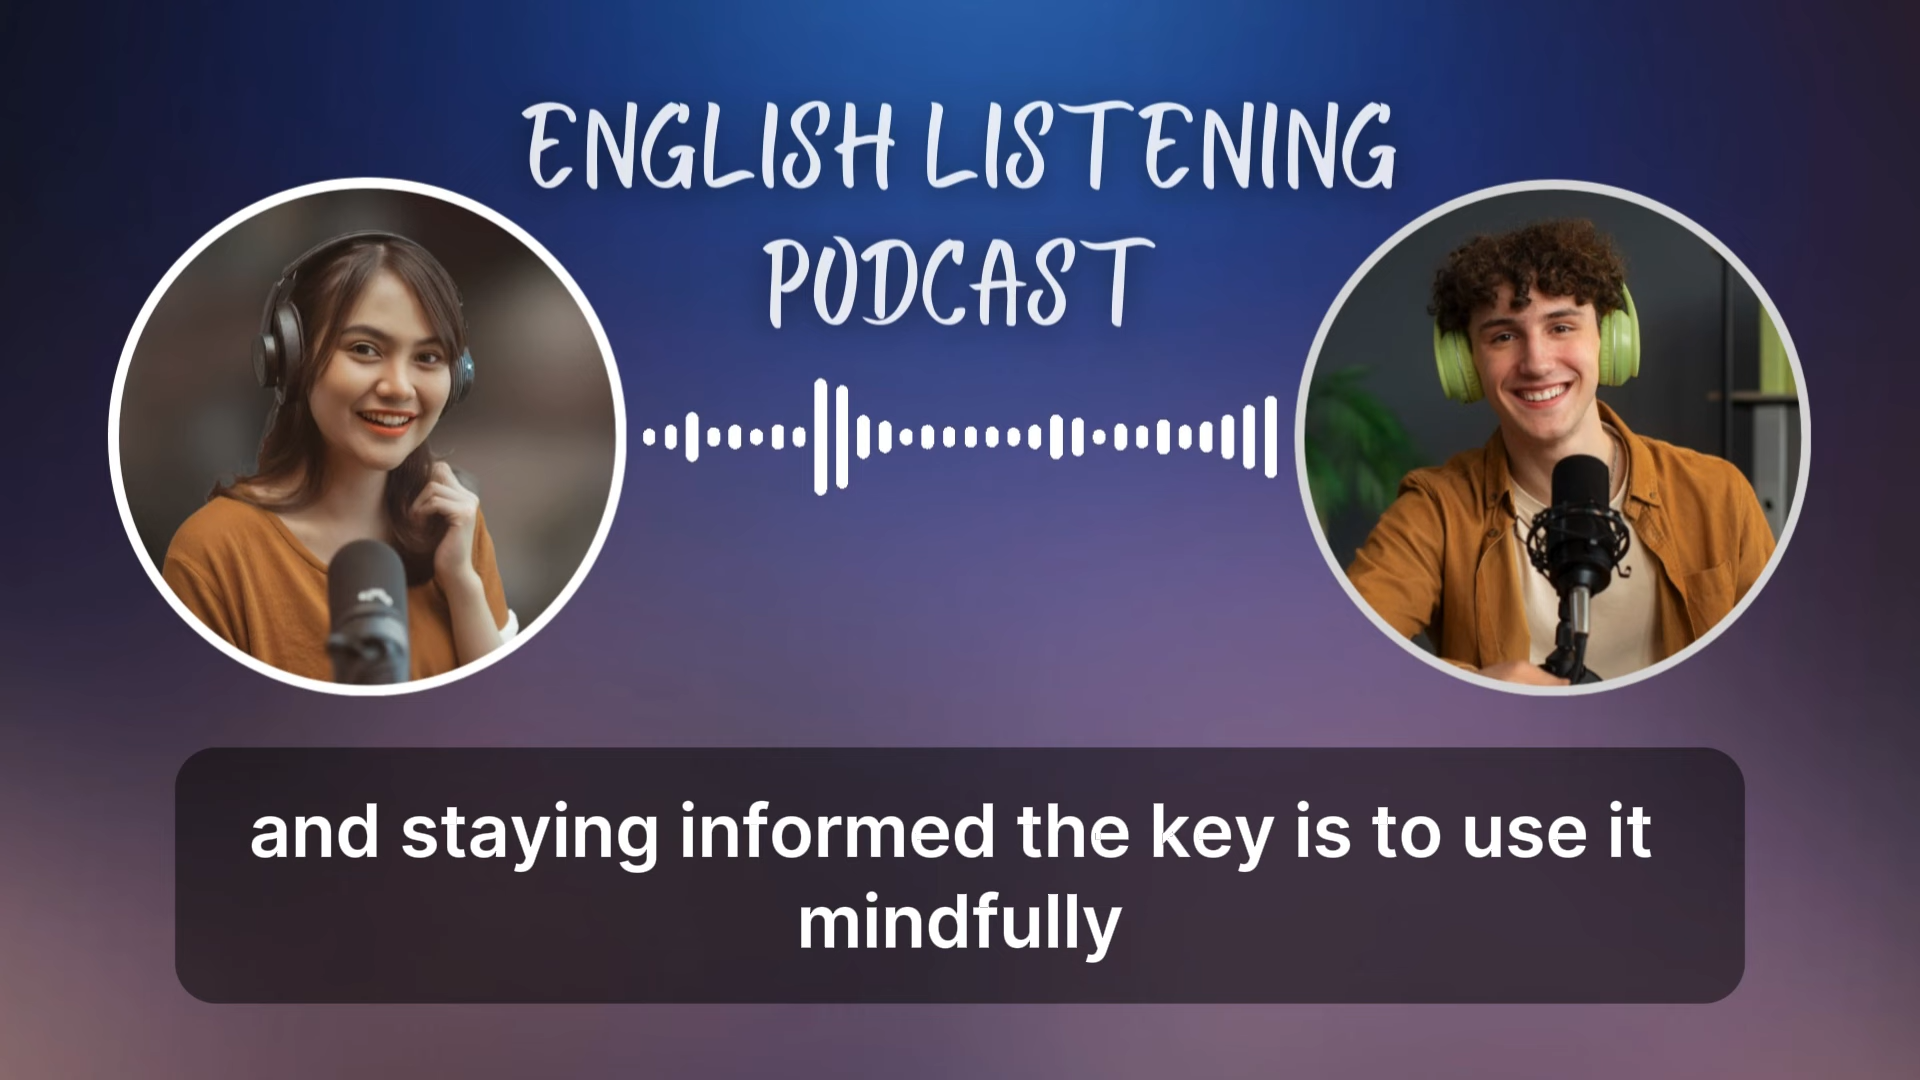 ENGLISH LISTENING
PODCAST
and staying informed the key is to use it
mindfully